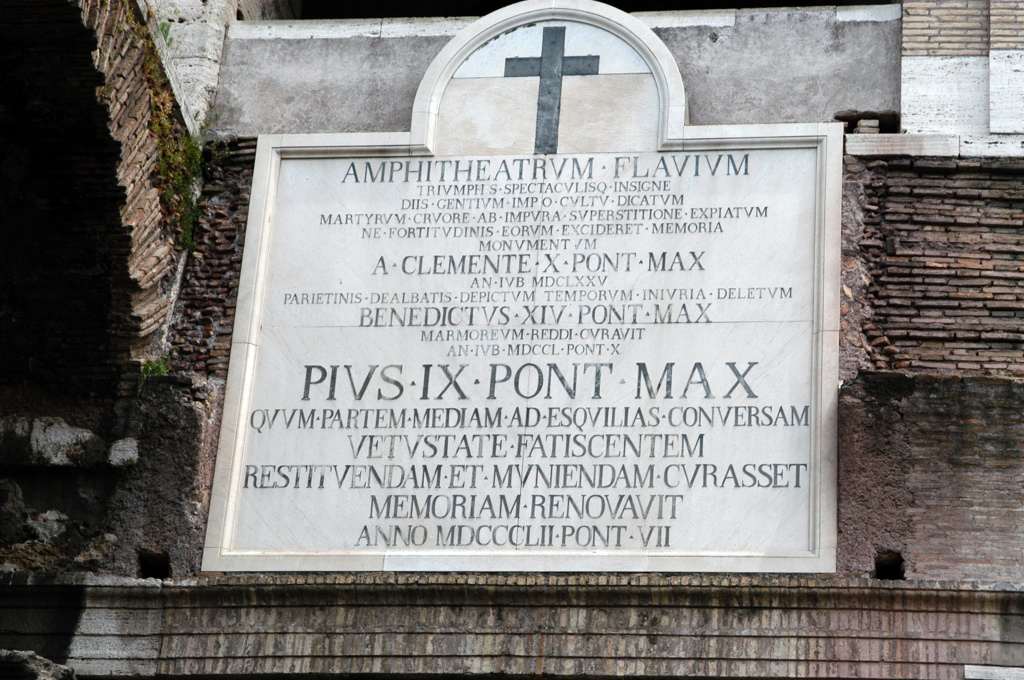 AMPHITHEATRVM·FLAVIVM
TRIVMPHIS·SPECTACVLISQ·INSIGNE
DIIS·GENTIVM·IMPIO·CVLTV·DICATVM
MARTYRVM·CRVORE·AB·IMPVRA·SVPERSTITIONE·EXPIATVM
NE·FORTITVDINIS·EORVM·EXCIDERET·MEMORIA
MONVMENTVM
A·CLEMENTE·X·PONT·MAX
AN·IVB·MDCLXXV
PARIETINIS·DEALBATIS·DEPICTVM·TEMPORVM·INIVRIA·DELETVM
BENEDICTVS·XIV·PONT·MAX
MARMOREVM·REDDI·CVRAVIT
AN·IVB·MDCCL·PONT·X
PIVS·IX·PONT·MAX
QVVM·PARTEM·MEDIAM·AD·ESQVILIAS·CONVERSAM
VETVSTATE·FATISCENTEM
RESTITVENDAM·ET·MVNIENDAM·CVRASSET
MEMORIAM·RENOVAVIT
ANNO MDCCCLII·PONT·VII